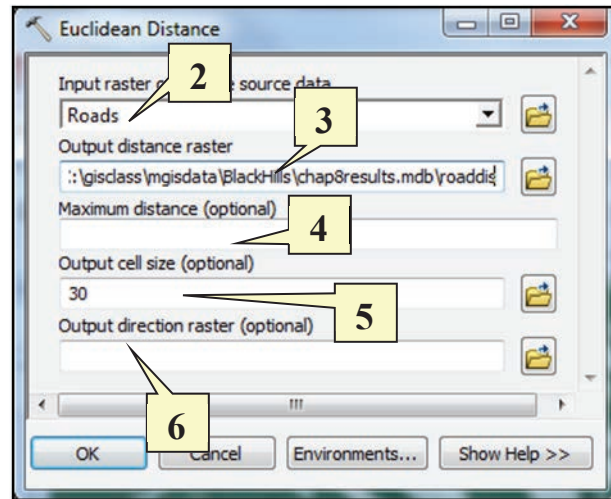 Euclidean Distance
2
Input raster o e source data
Roads
3
Output distance raster
:\gisclass\mgisdata\BlackHills\chap8results.mdb\roaddis
Maximum distance (optional)
4
Output cell size (optional)
30
5
Output direction raster (optional)
6
OK
Cancel
Environments...
Show Help >>